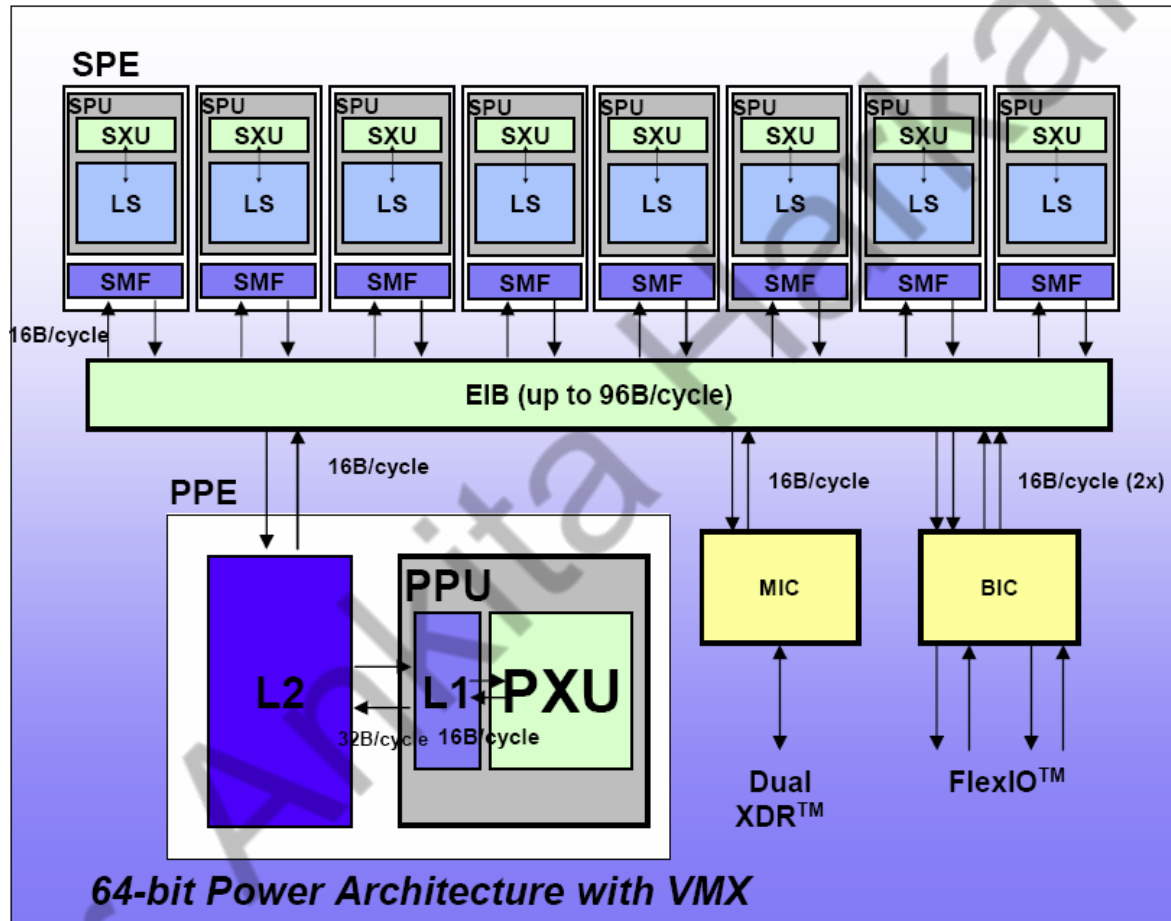 SPE
SPU SPU SPU SPU SPU SPU SPU SPU
SXU SXU SXU SXU SXU SXU SXU SXU
LS LS LS LS LS LS LS LS
SMF SMF SMF SMF SMF SMF SMF SMF
16B/cycle
EIB (up to 96B/cycle)
16B/cycle 16B/cycle 16B/cycle (2x)
PPE
PPU
MIC BIC
L2 L1 PXU
32B/cycle 16B/cycle
Dual
XDR™
FlexIO™
64-bit Power Architecture with VMX
Ankita Harkar